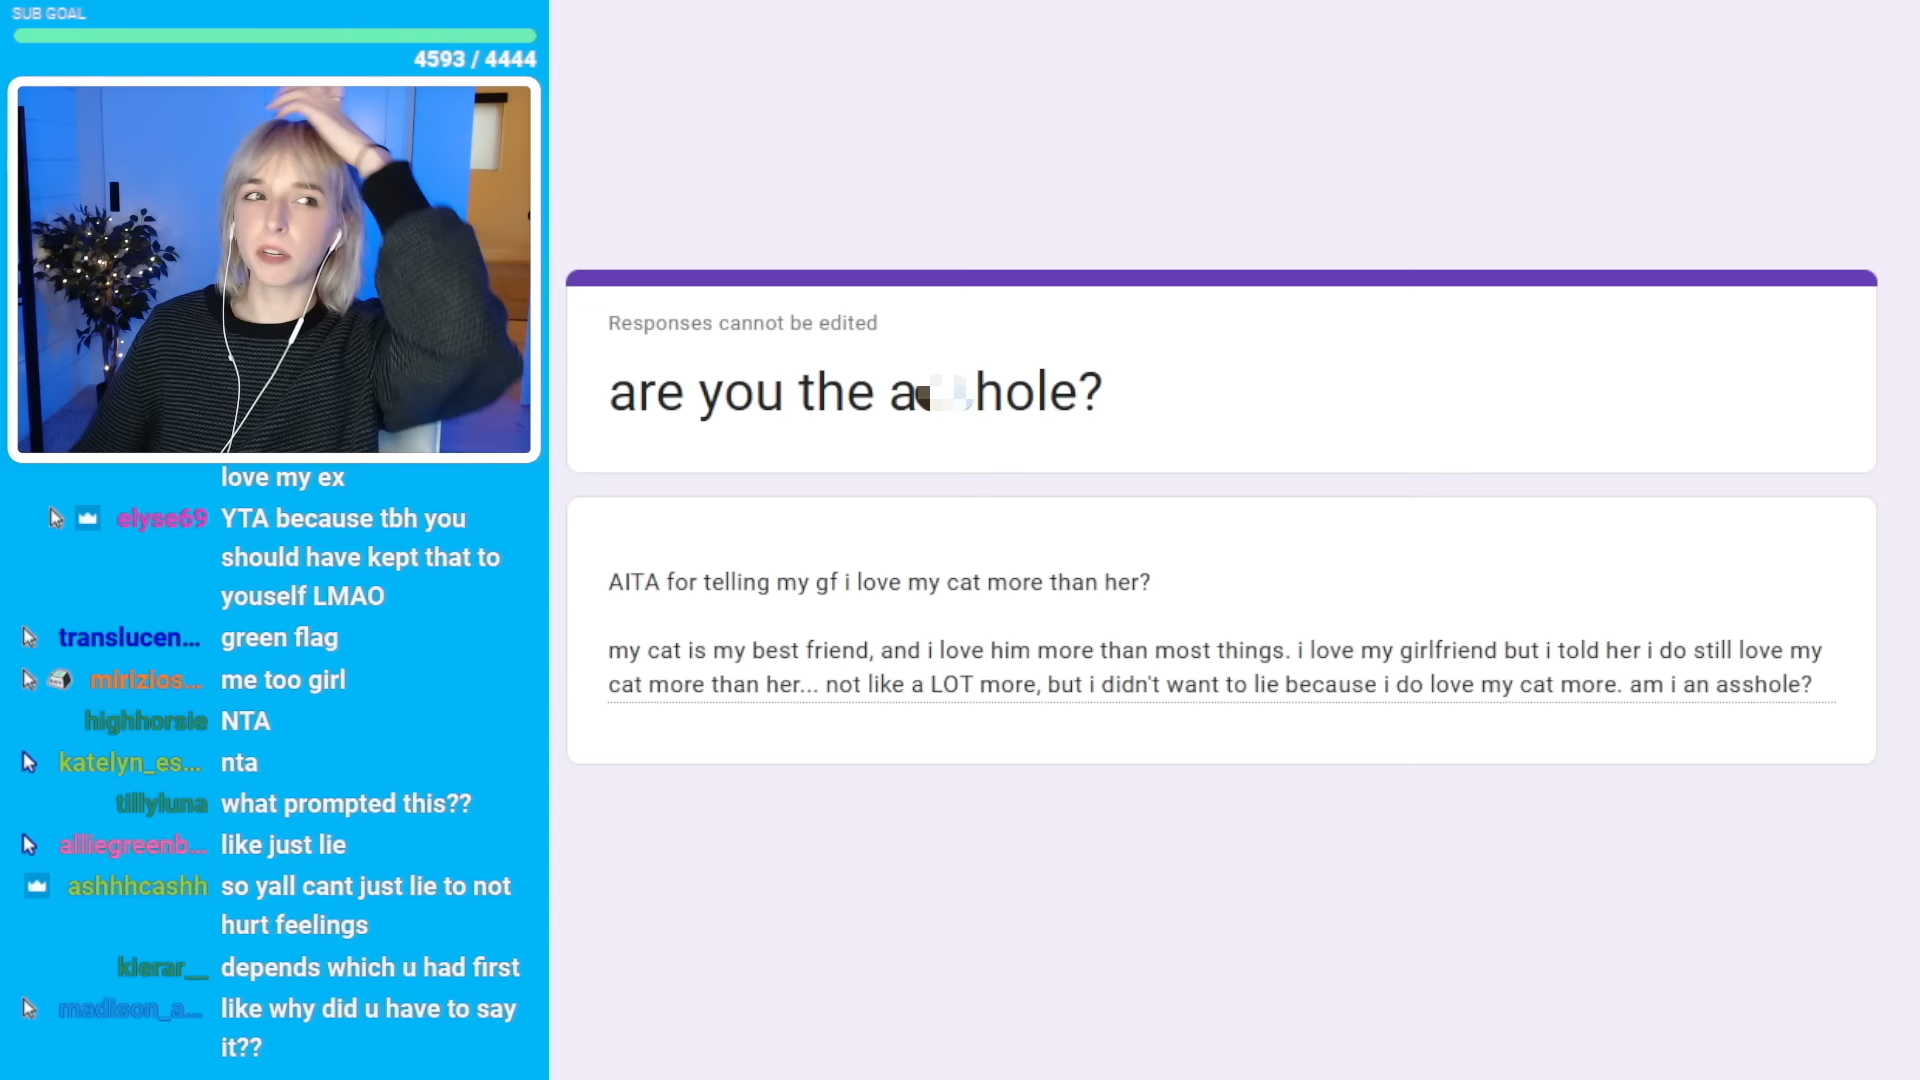 SUB GOAL
4593 / 4444
love my ex
elyse69 YTA because tbh you
should have kept that to
youself LMAO
translucen... green flag
mirizios... me too girl
highhorsie NTA
katelyn_es... nta
tillyluna what prompted this??
alliegreenb... like just lie
ashhhcashh so yall cant just lie to not
hurt feelings
kierar__ depends which u had first
madison_a... like why did u have to say
it??
Responses cannot be edited
are you the a hole?
AITA for telling my gf i love my cat more than her?
my cat is my best friend, and i love him more than most things. i love my girlfriend but i told her i do still love my
cat more than her... not like a LOT more, but i didn't want to lie because i do love my cat more. am i an asshole?